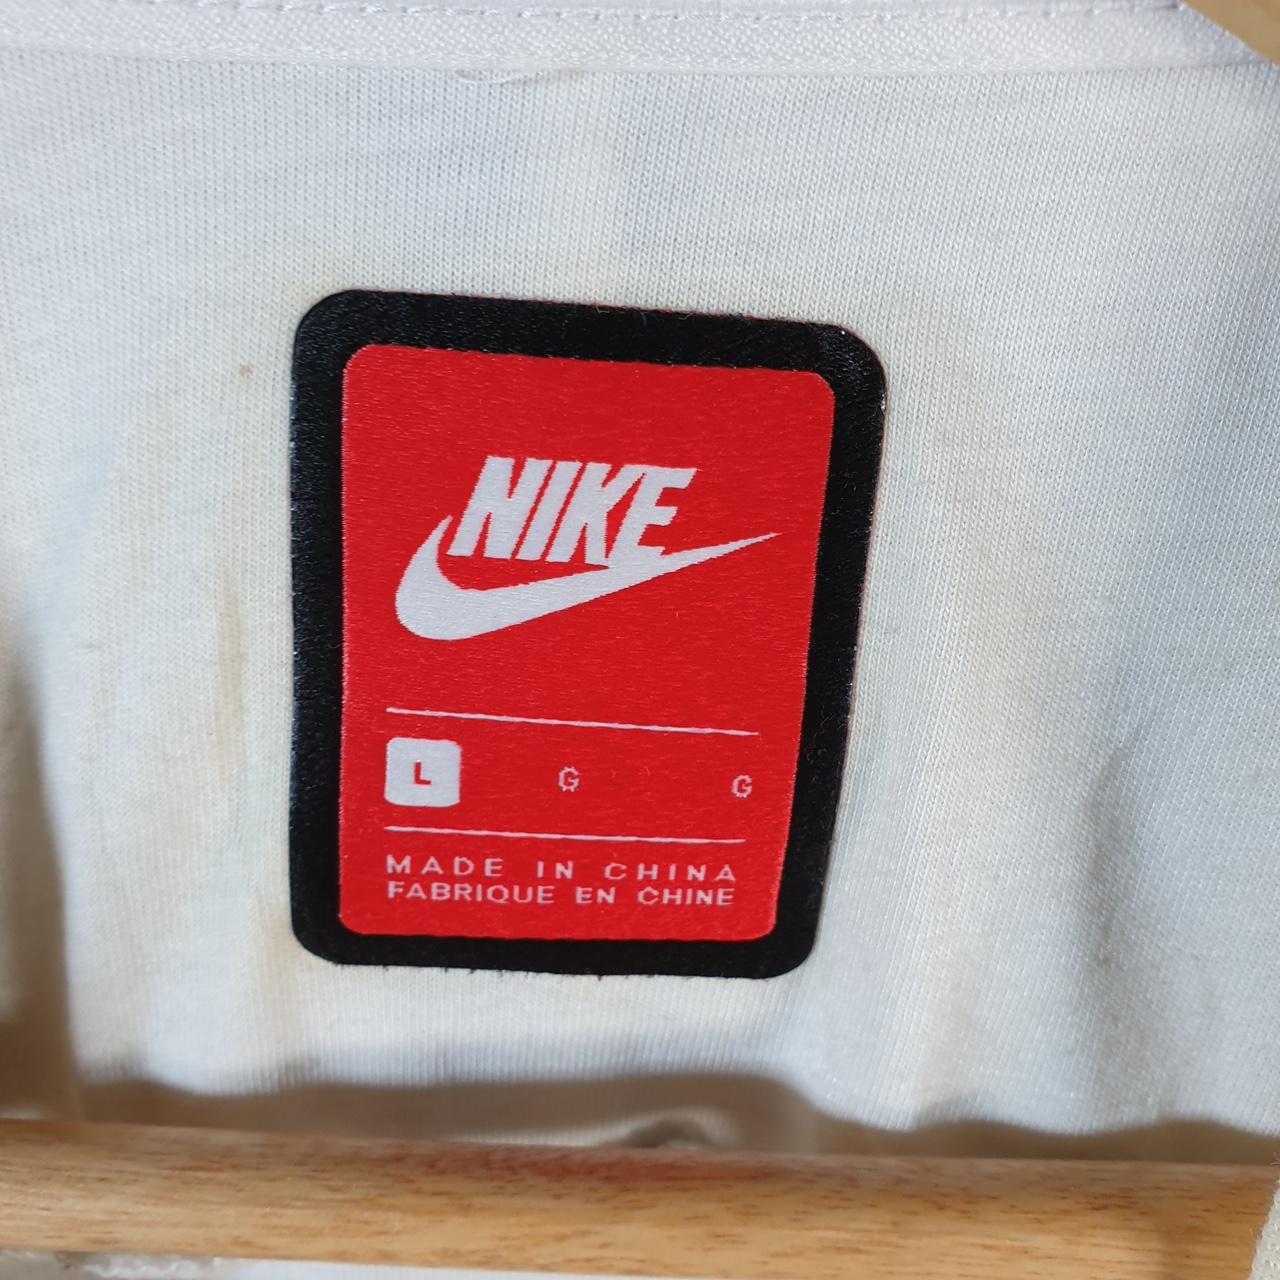 NIKE
L G G
MADE IN CHINA
FABRIQUE EN CHINE